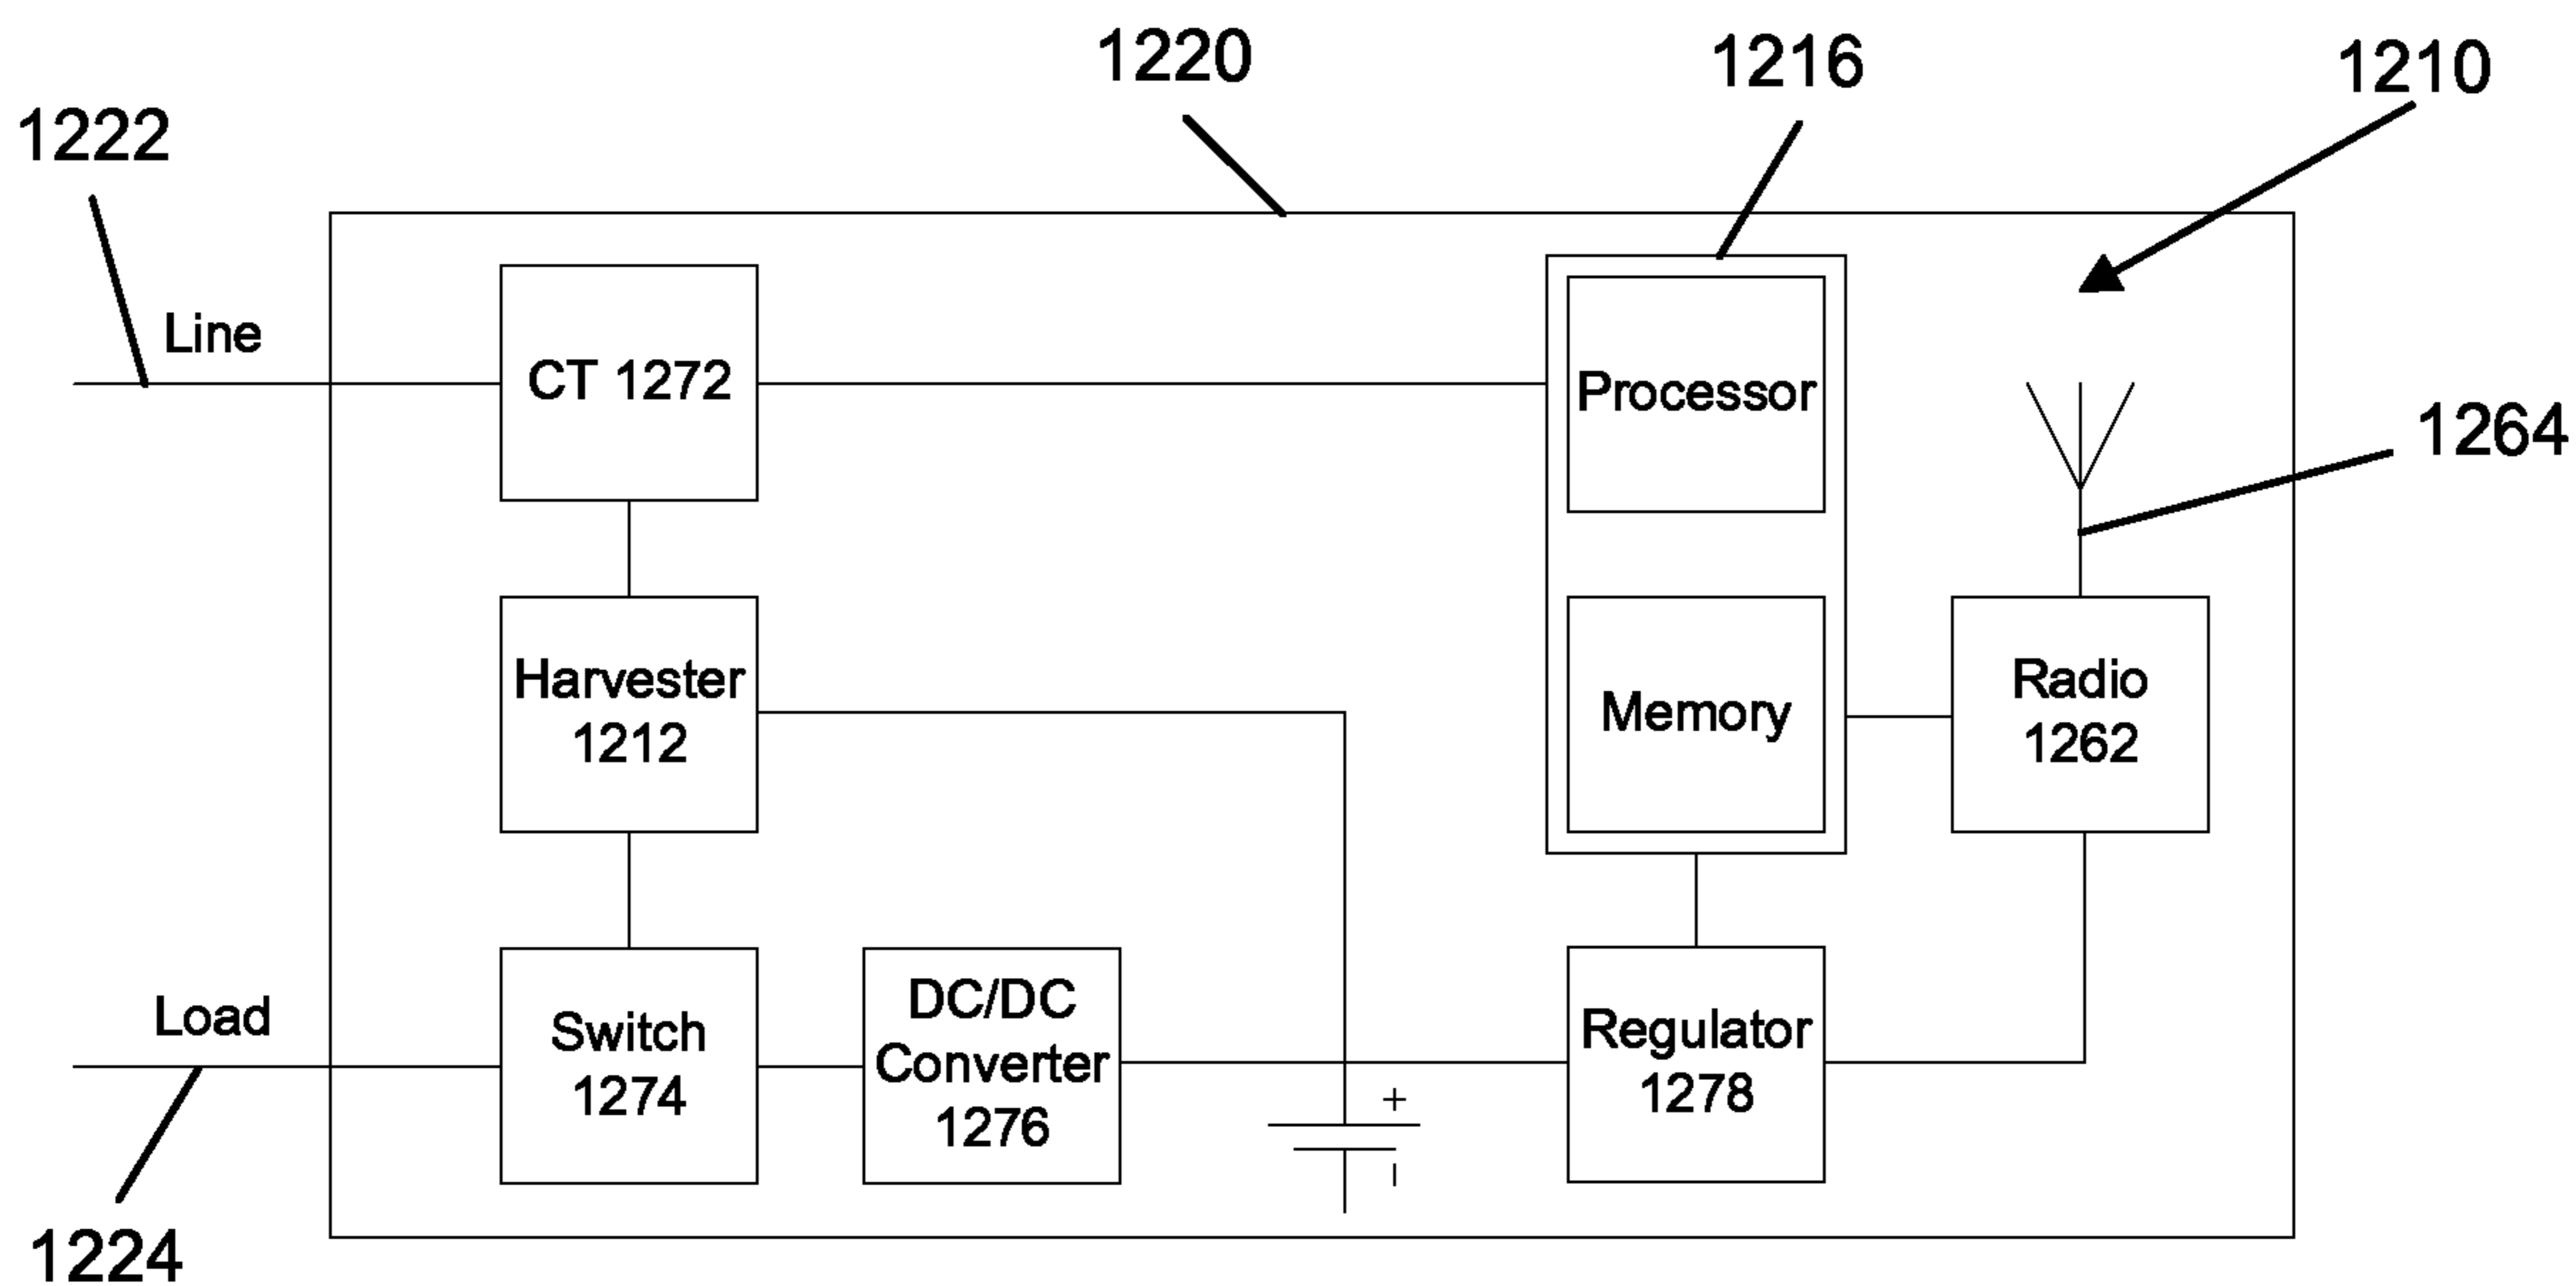 1220
1216
1210
1222
Line
CT 1272
Processor
1264
Harvester
1212
Memory
Radio
1262
Load
Switch
1274
DC/DC
Converter
1276
+
-
Regulator
1278
1224